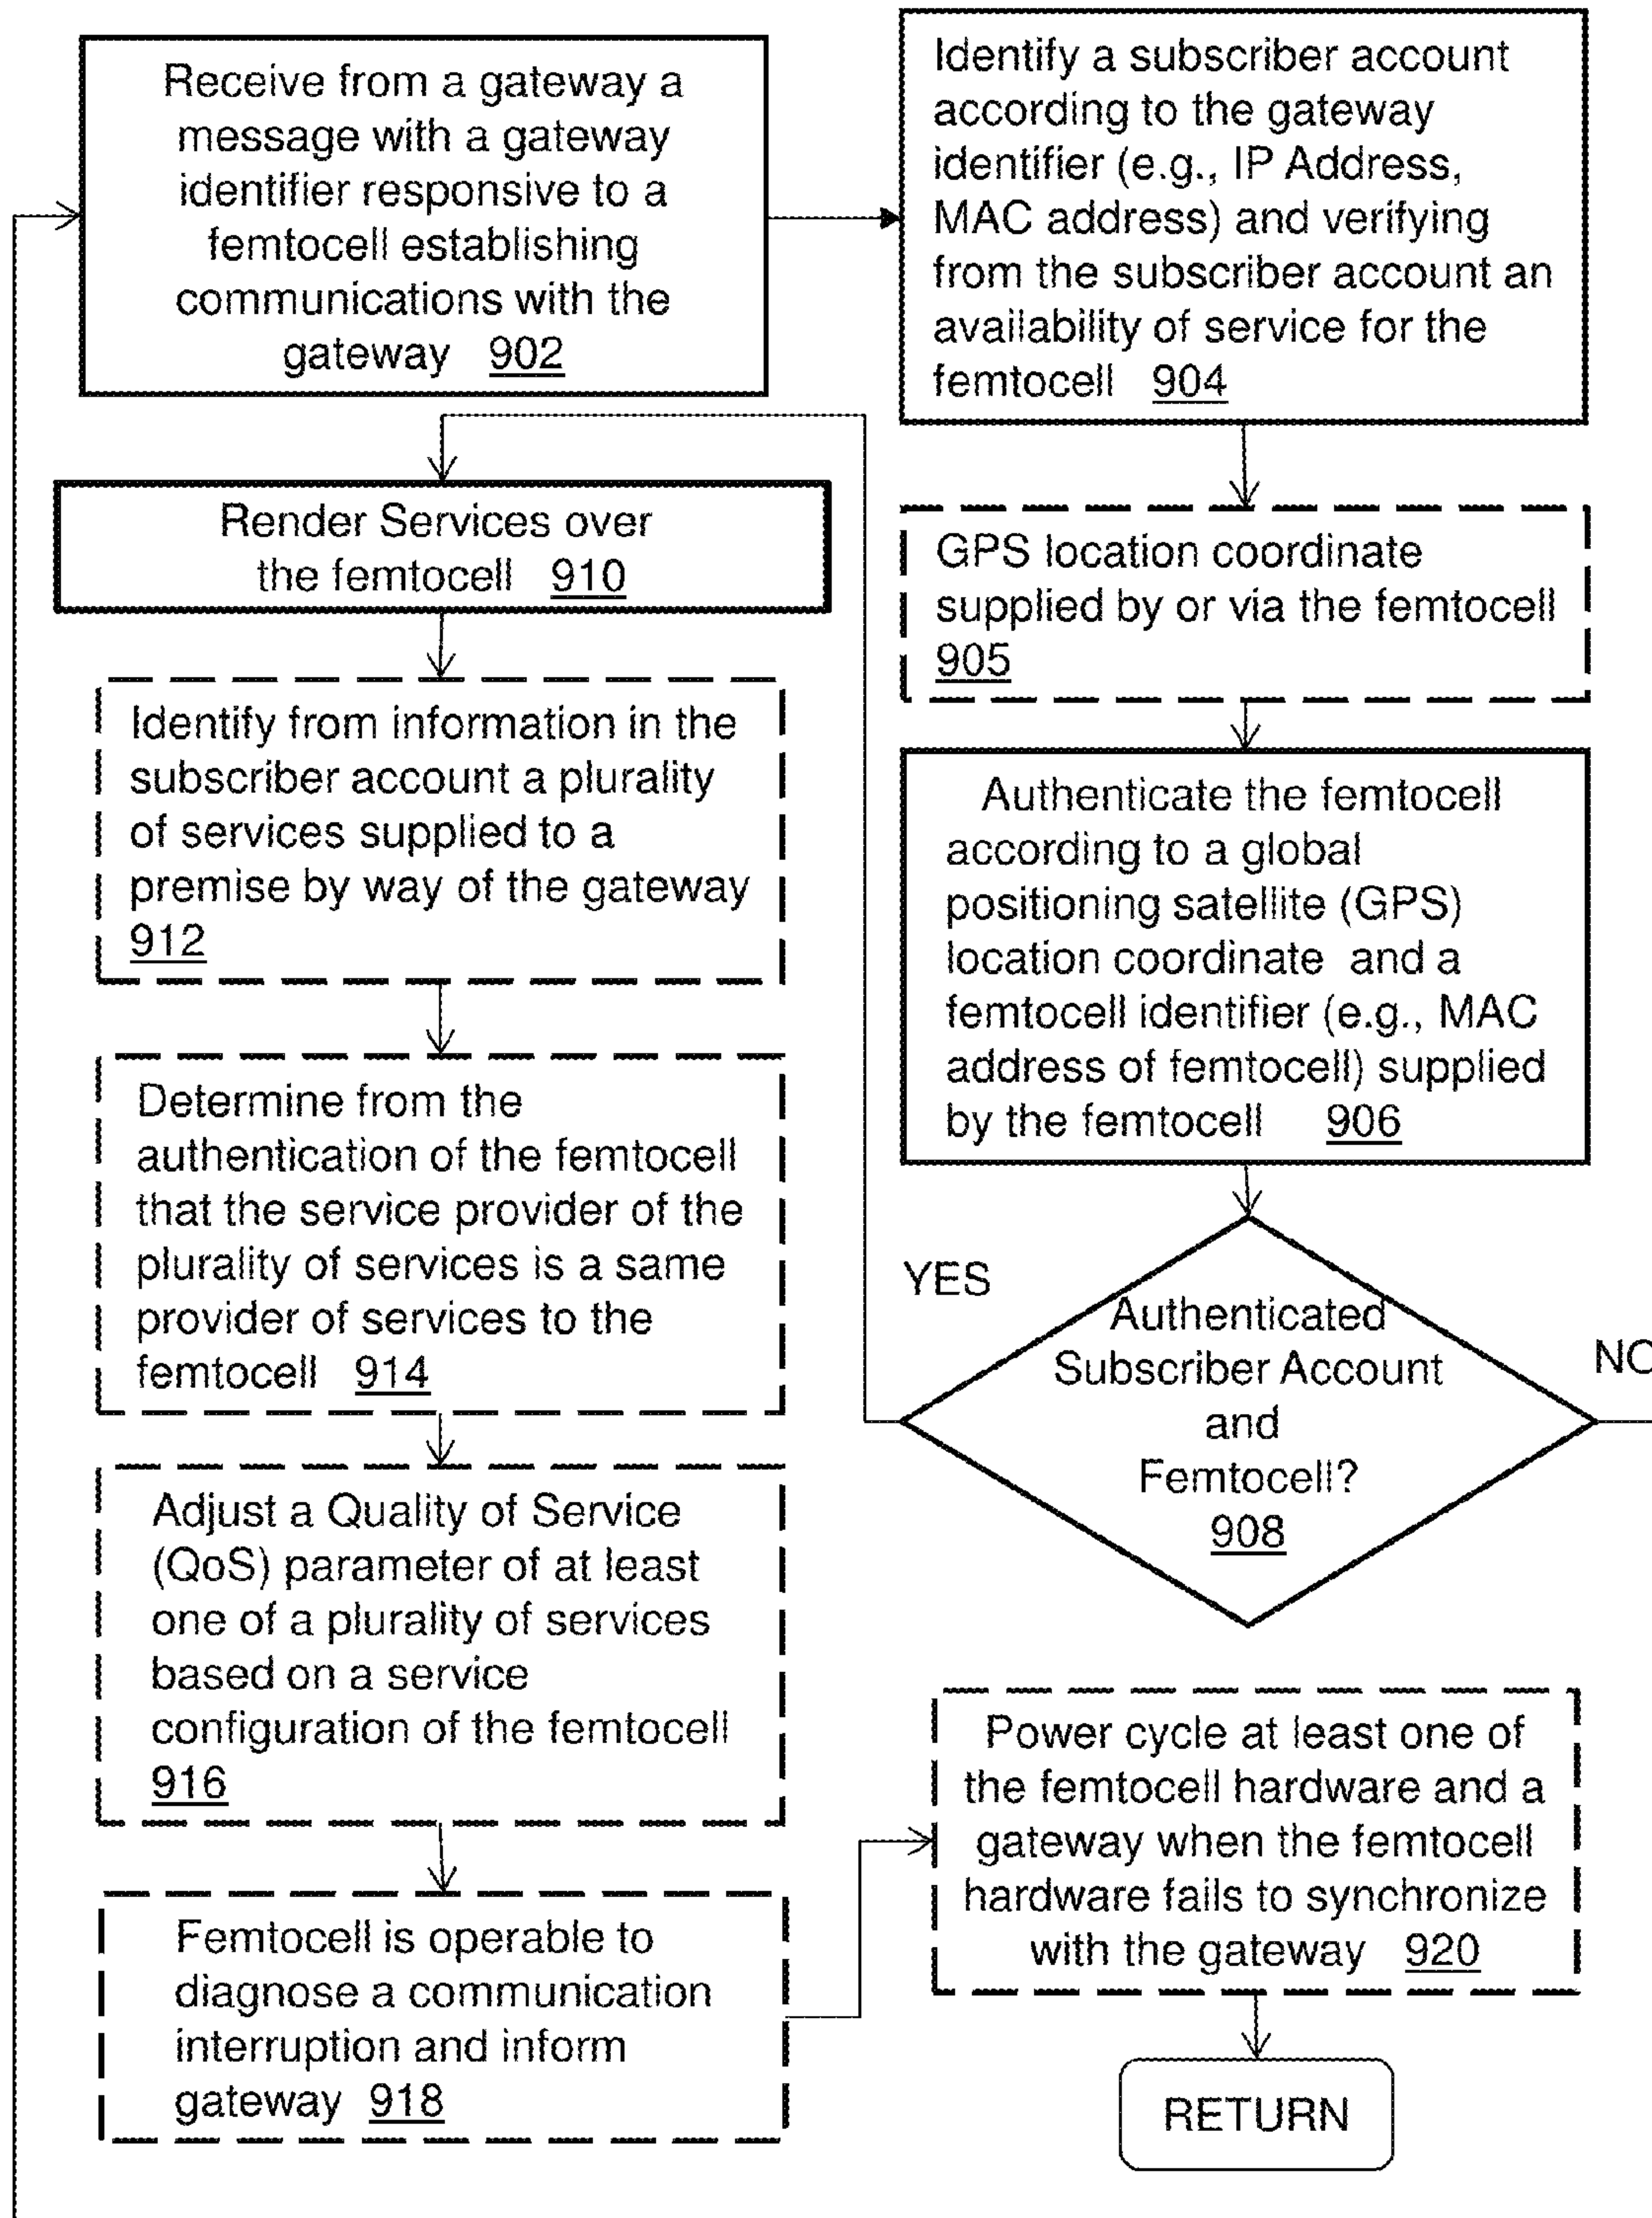 Receive from a gateway a
message with a gateway
identifier responsive to a
femtocell establishing
communications with the
gateway 902
Identify a subscriber account
according to the gateway
identifier (e.g., IP Address,
MAC address) and verifying
from the subscriber account an
availability of service for the
femtocell 904
GPS location coordinate
supplied by or via the femtocell
905
Authenticate the femtocell
according to a global
positioning satellite (GPS)
location coordinate and a
femtocell identifier (e.g., MAC
address of femtocell) supplied
by the femtocell 906
YES
Authenticated
Subscriber Account
and
Femtocell?
908
NO
Render Services over
the femtocell 910
Identify from information in the
subscriber account a plurality
of services supplied to a
premise by way of the gateway
912
Determine from the
authentication of the femtocell
that the service provider of the
plurality of services is a same
provider of services to the
femtocell 914
Adjust a Quality of Service
(QoS) parameter of at least
one of a plurality of services
based on a service
configuration of the femtocell
916
Femtocell is operable to
diagnose a communication
interruption and inform
gateway 918
Power cycle at least one of
the femtocell hardware and a
gateway when the femtocell
hardware fails to synchronize
with the gateway 920
RETURN